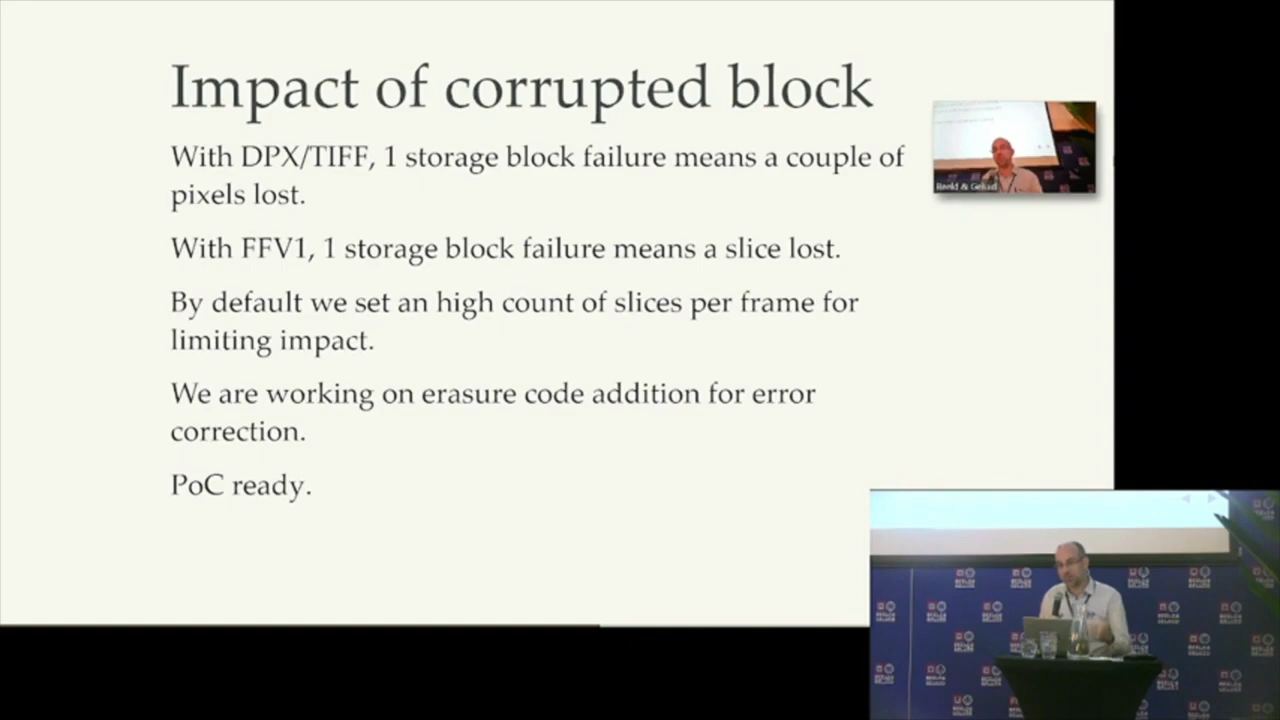 Impact of corrupted block
With DPX/TIFF, 1 storage block failure means a couple of
pixels lost.
With FFV1, 1 storage block failure means a slice lost.
By default we set an high count of slices per frame for
limiting impact.
We are working on erasure code addition for error
correction.
PoC ready.
Beeld & Geluid